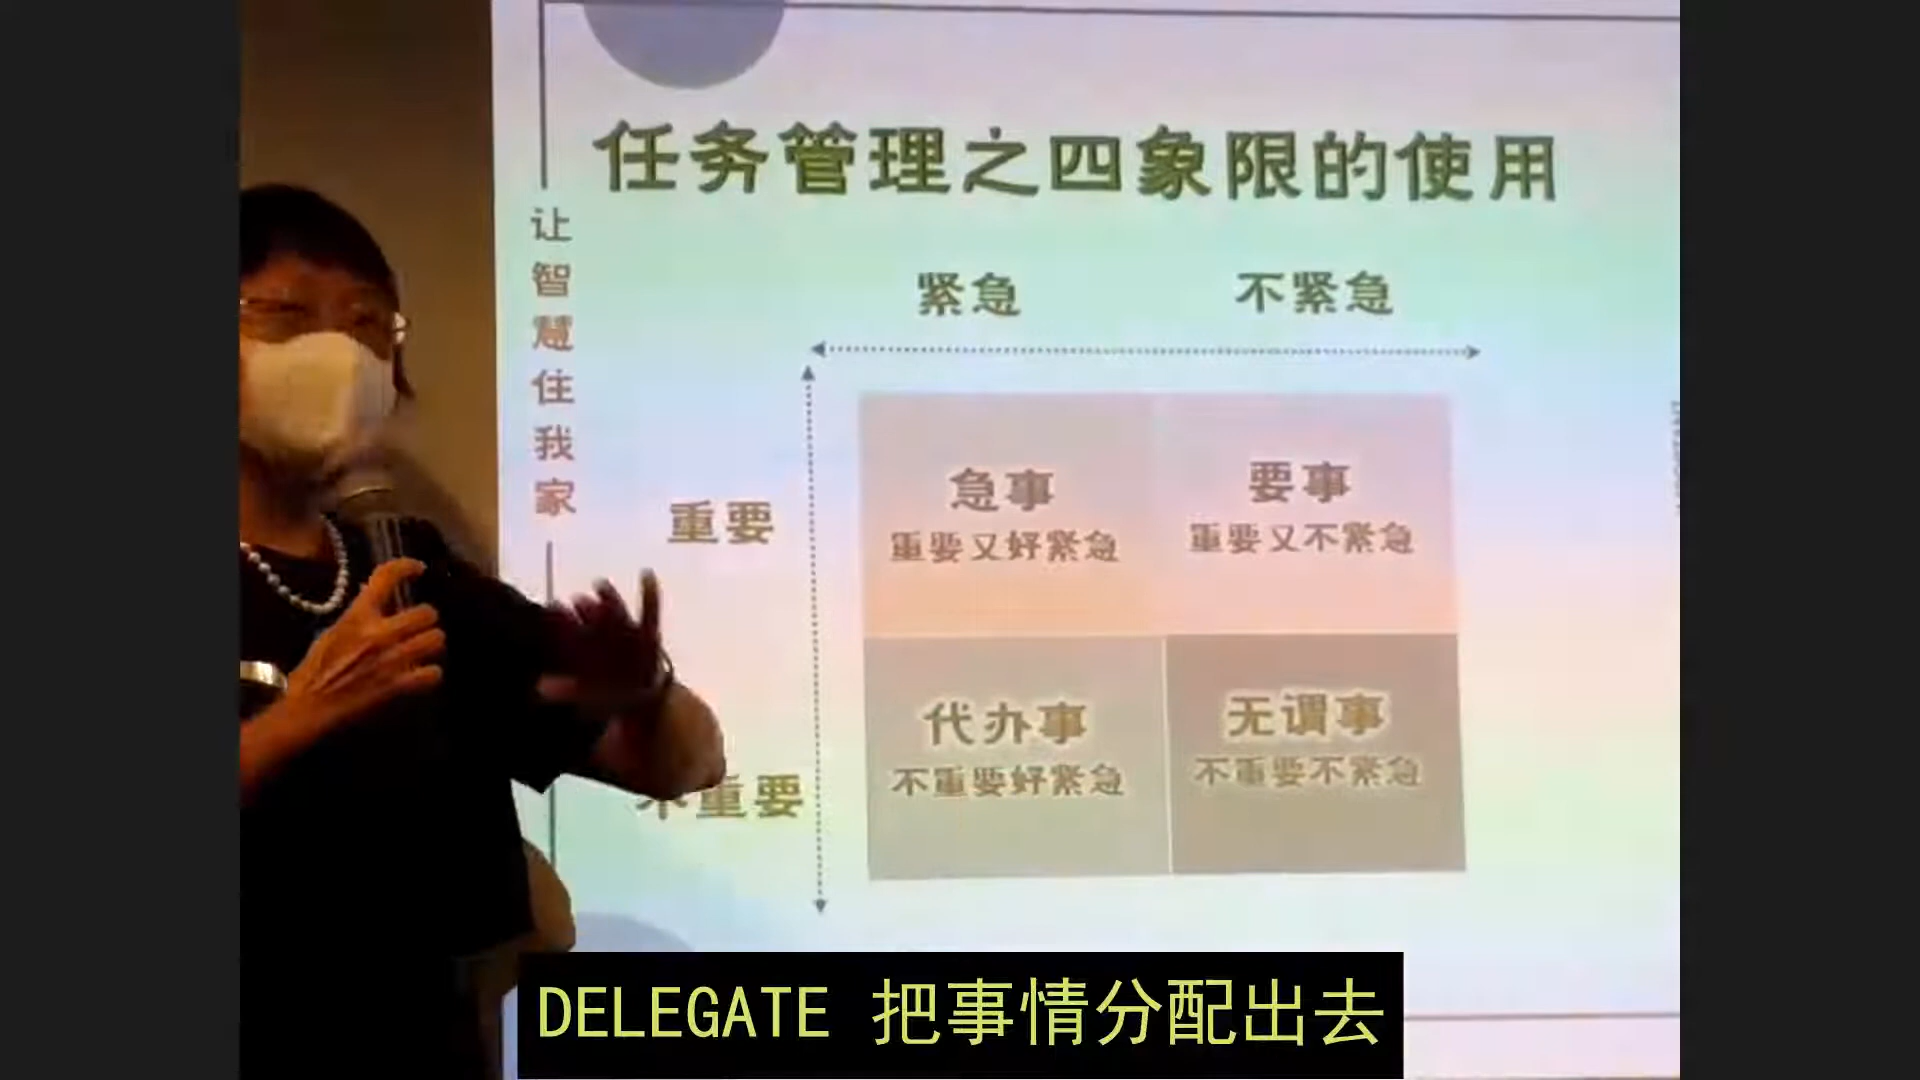 任务管理之四象限的使用
让智慧住我家
紧急
不紧急
重要
急事
重要又好紧急
要事
重要又不紧急
不重要
代办事
不重要好紧急
无谓事
不重要不紧急
DELEGATE 把事情分配出去